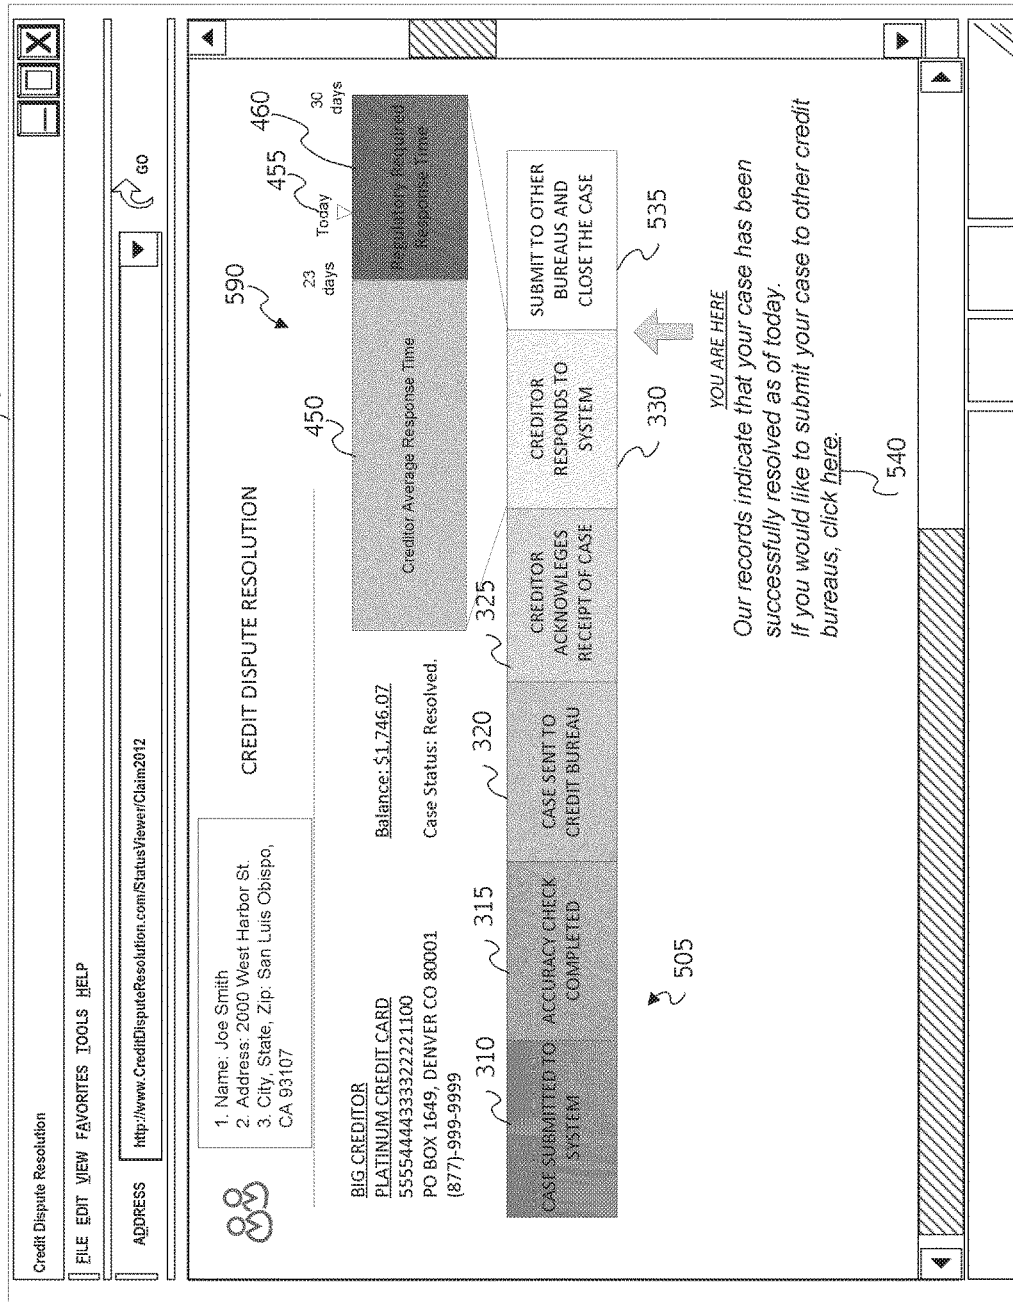 Credit Dispute Resolution
FILE EDIT VIEW FAVORITES TOOLS HELP
ADDRESS http://www.CreditDisputeResolution.com/StatusViewer/Claim2012 GO
1. Name: Joe Smith
2. Address: 2000 West Harbor St.
3. City, State, Zip: San Luis Obispo,
CA 93107
CREDIT DISPUTE RESOLUTION
590
BIG CREDITOR
PLATINUM CREDIT CARD
55554444333322221100
PO BOX 1649, DENVER CO 80001
(877)-999-9999
Balance: $1,746.07
Case Status: Resolved.
450
23
days
Today
455
460
30
days
Creditor Average Response Time
Regulatory Required
Response Time
310
315
320
325
CASE SUBMITTED TO
SYSTEM
ACCURACY CHECK
COMPLETED
CASE SENT TO
CREDIT BUREAU
CREDITOR
ACKNOWLEGES
RECEIPT OF CASE
CREDITOR
RESPONDS TO
SYSTEM
SUBMIT TO OTHER
BUREAUS AND
CLOSE THE CASE
505
330
535
YOU ARE HERE
Our records indicate that your case has been
successfully resolved as of today.
If you would like to submit your case to other credit
bureaus, click here.
540